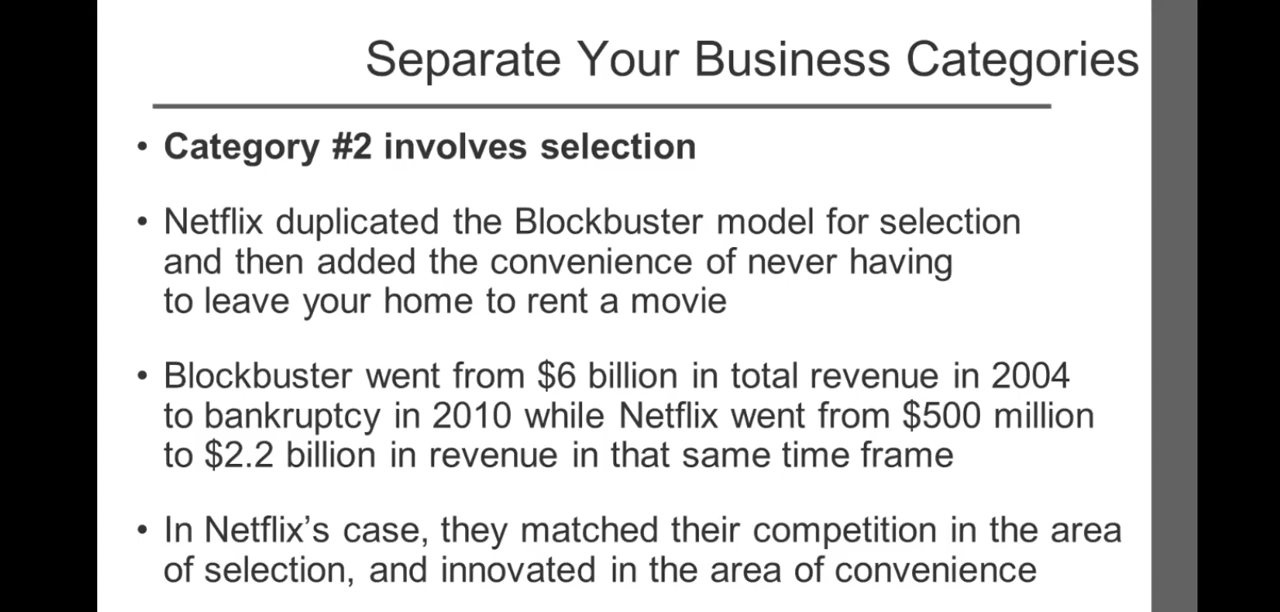 Separate Your Business Categories
• Category #2 involves selection
• Netflix duplicated the Blockbuster model for selection
and then added the convenience of never having
to leave your home to rent a movie
• Blockbuster went from $6 billion in total revenue in 2004
to bankruptcy in 2010 while Netflix went from $500 million
to $2.2 billion in revenue in that same time frame
• In Netflix’s case, they matched their competition in the area
of selection, and innovated in the area of convenience